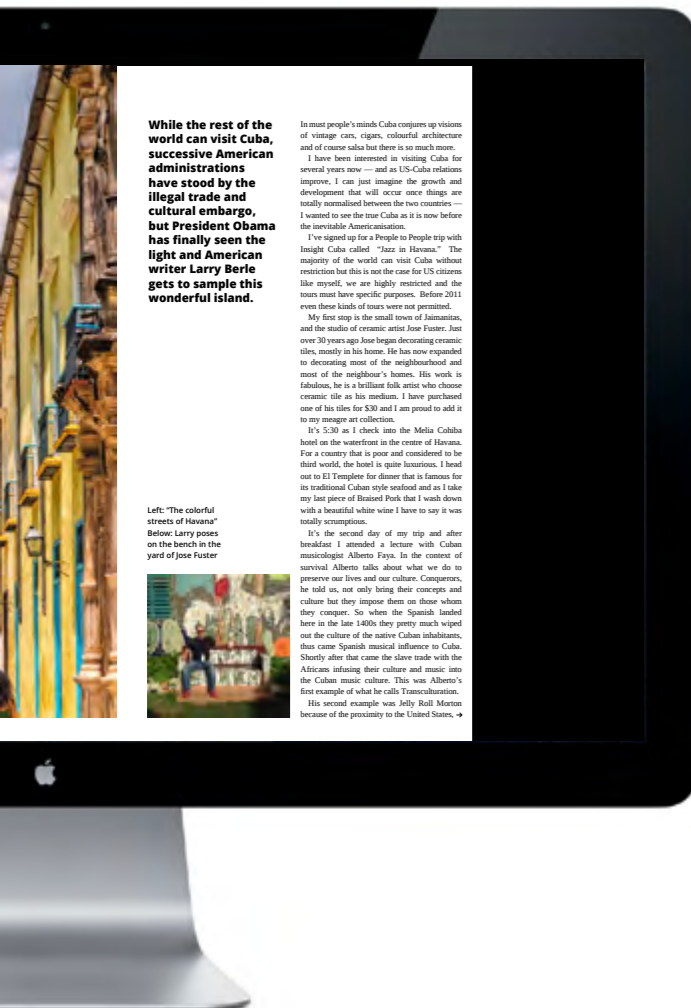 While the rest of the
world can visit Cuba,
successive American
administrations
have stood by the
illegal trade and
cultural embargo,
but President Obama
has finally seen the
light and American
writer Larry Berle
gets to sample this
wonderful island.
Left: “The colorful
streets of Havana”
Below: Larry poses
on the bench in the
yard of Jose Fuster
In must people’s minds Cuba conjures up visions
of vintage cars, cigars, colourful architecture
and of course salsa but there is so much more.
I have been interested in visiting Cuba for
several years now — and as US-Cuba relations
improve, I can just imagine the growth and
development that will occur once things are
totally normalised between the two countries —
I wanted to see the true Cuba as it is now before
the inevitable Americanisation.
I’ve signed up for a People to People trip with
Insight Cuba called “Jazz in Havana.” The
majority of the world can visit Cuba without
restriction but this is not the case for US citizens
like myself, we are highly restricted and the
tours must have specific purposes. Before 2011
even these kinds of tours were not permitted.
My first stop is the small town of Jaimanitas,
and the studio of ceramic artist Jose Fuster. Just
over 30 years ago Jose began decorating ceramic
tiles, mostly in his home. He has now expanded
to decorating most of the neighbourhood and
most of the neighbour’s homes. His work is
fabulous, he is a brilliant folk artist who choose
ceramic tile as his medium. I have purchased
one of his tiles for $30 and I am proud to add it
to my meagre art collection.
It’s 5:30 as I check into the Melia Cohiba
hotel on the waterfront in the centre of Havana.
For a country that is poor and considered to be
third world, the hotel is quite luxurious. I head
out to El Templete for dinner that is famous for
its traditional Cuban style seafood and as I take
my last piece of Braised Pork that I wash down
with a beautiful white wine I have to say it was
totally scrumptious.
It’s the second day of my trip and after
breakfast I attended a lecture with Cuban
musicologist Alberto Faya. In the context of
survival Alberto talks about what we do to
preserve our lives and our culture. Conquerors,
he told us, not only bring their concepts and
culture but they impose them on those whom
they conquer. So when the Spanish landed
here in the late 1400s they pretty much wiped
out the culture of the native Cuban inhabitants,
thus came Spanish musical influence to Cuba.
Shortly after that came the slave trade with the
Africans infusing their culture and music into
the Cuban music culture. This was Alberto’s
first example of what he calls Transculturation.
His second example was Jelly Roll Morton
because of the proximity to the United States, ➔